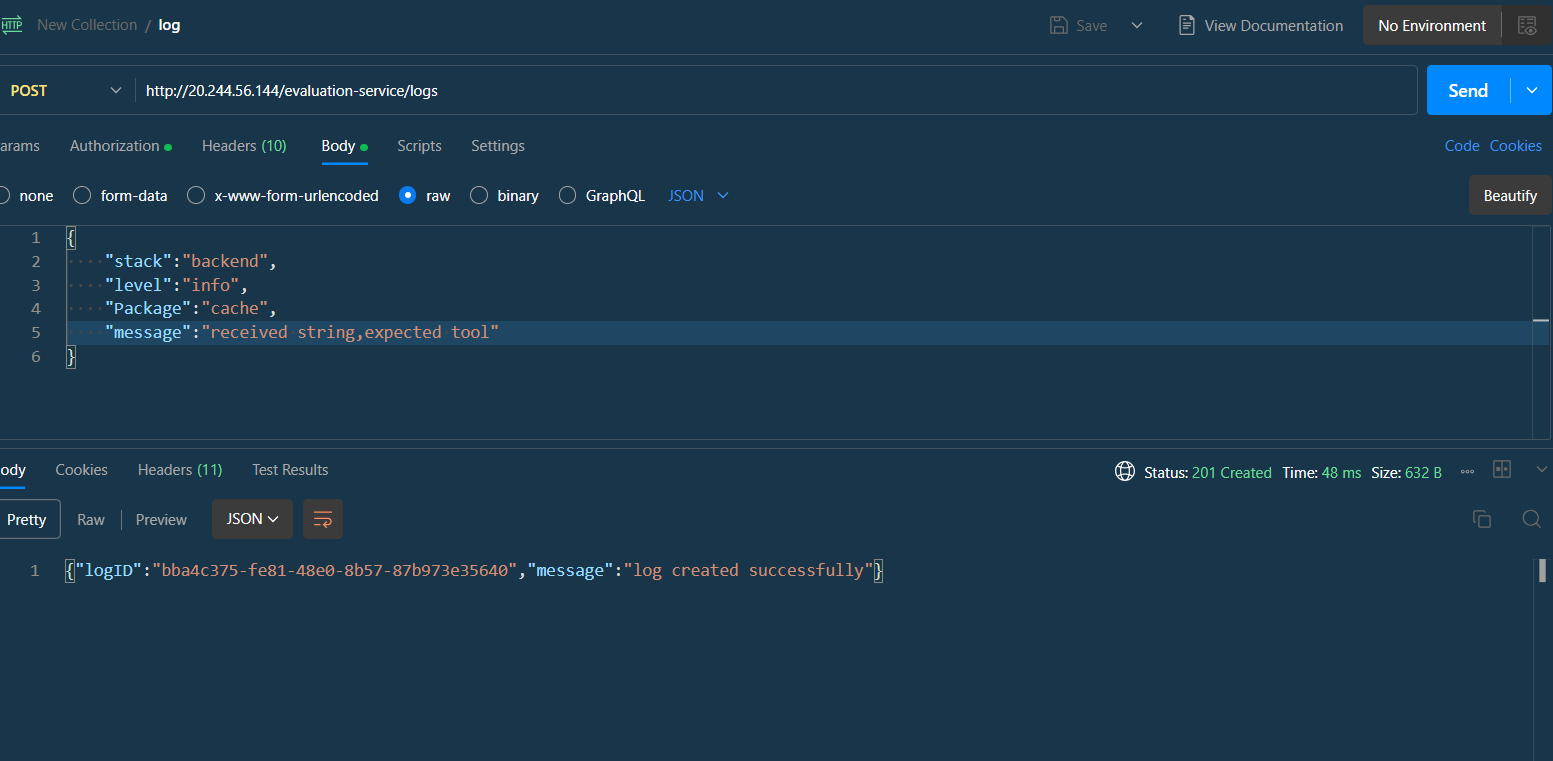 HTTP New Collection / log Save View Documentation No Environment
POST http://20.244.56.144/evaluation-service/logs Send
arams Authorization Headers (10) Body Scripts Settings Code Cookies
none form-data x-www-form-urlencoded raw binary GraphQL JSON Beautify
1 {
2 ····"stack":"backend",
3 ····"level":"info",
4 ····"Package":"cache",
5 ····"message":"received string,expected tool"
6 }
ody Cookies Headers (11) Test Results Status: 201 Created Time: 48 ms Size: 632 B
Pretty Raw Preview JSON
1 {"logID":"bba4c375-fe81-48e0-8b57-87b973e35640","message":"log created successfully"}